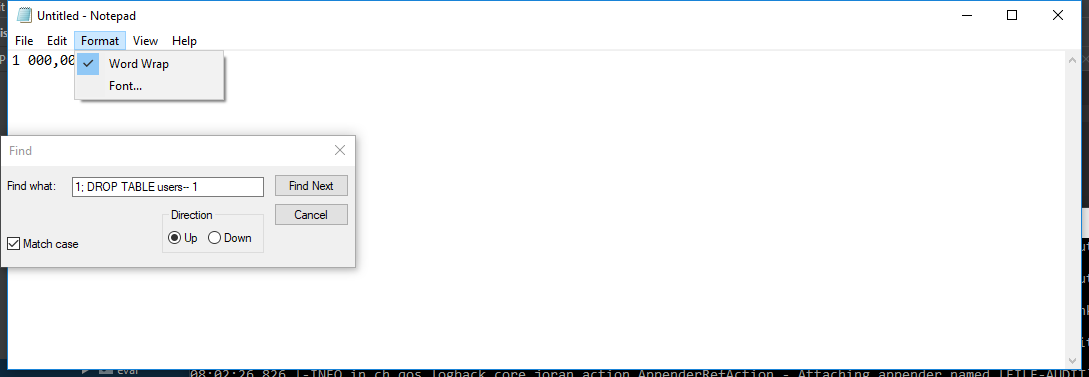 Untitled - Notepad
File Edit Format View Help
1 000,00
Word Wrap
Font...
Find
Find what: 1; DROP TABLE users-- 1 Find Next
Cancel
Direction
Up Down
Match case
eval
08:02:26,826 |-INFO in ch.qos.logback.core.joran.action.AppenderRefAction - Attaching appender named [FILE-AUDIT